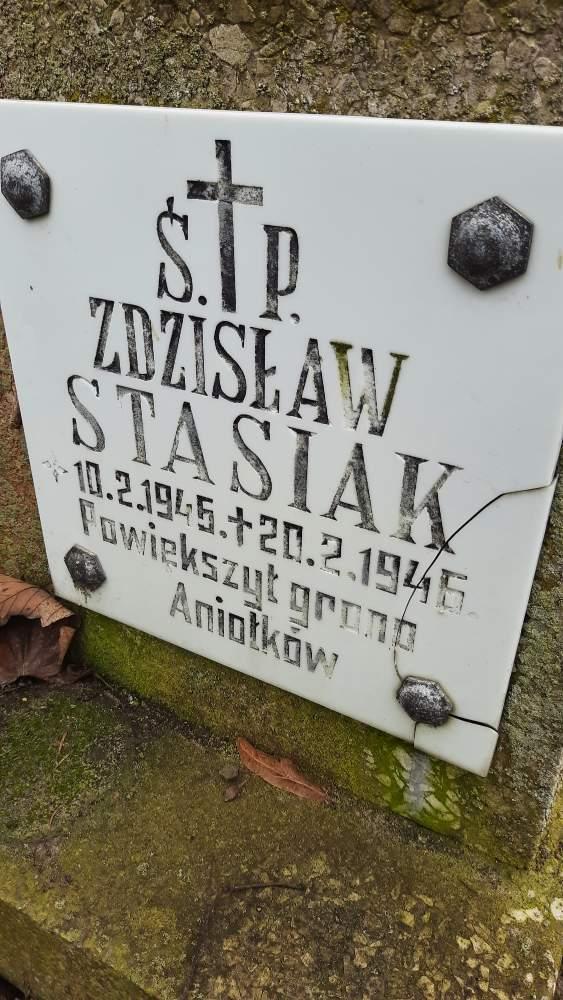 Ś. † P.
ZDZISŁAW
STASIAK
10.2.1945. † 20.2.1946.
Powiększył grono
Aniołków